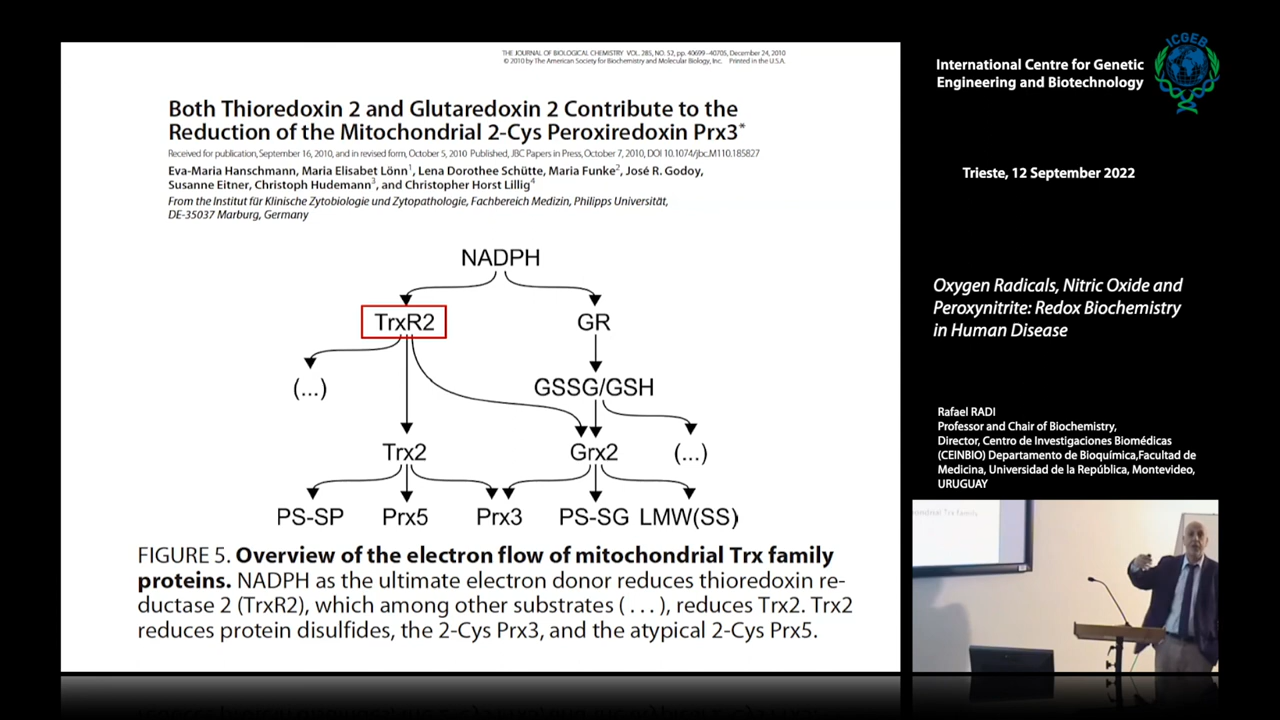 THE JOURNAL OF BIOLOGICAL CHEMISTRY VOL. 285, NO. 52, pp. 40699–40705, December 24, 2010
© 2010 by The American Society for Biochemistry and Molecular Biology, Inc. Printed in the U.S.A.
Both Thioredoxin 2 and Glutaredoxin 2 Contribute to the
Reduction of the Mitochondrial 2-Cys Peroxiredoxin Prx3*
Received for publication, September 16, 2010, and in revised form, October 5, 2010 Published, JBC Papers in Press, October 7, 2010, DOI 10.1074/jbc.M110.185827
Eva-Maria Hanschmann, Maria Elisabet Lönn1, Lena Dorothee Schütte, Maria Funke2, José R. Godoy,
Susanne Eitner, Christoph Hudemann3, and Christopher Horst Lillig4
From the Institut für Klinische Zytobiologie und Zytopathologie, Fachbereich Medizin, Philipps Universität,
DE-35037 Marburg, Germany
NADPH
TrxR2 GR
(...) GSSG/GSH
Trx2 Grx2 (...)
PS-SP Prx5 Prx3 PS-SG LMW(SS)
FIGURE 5. Overview of the electron flow of mitochondrial Trx family
proteins. NADPH as the ultimate electron donor reduces thioredoxin re-
ductase 2 (TrxR2), which among other substrates (...), reduces Trx2. Trx2
reduces protein disulfides, the 2-Cys Prx3, and the atypical 2-Cys Prx5.
International Centre for Genetic
Engineering and Biotechnology
ICGEB
Trieste, 12 September 2022
Oxygen Radicals, Nitric Oxide and
Peroxynitrite: Redox Biochemistry
in Human Disease
Rafael RADI
Professor and Chair of Biochemistry,
Director, Centro de Investigaciones Biomédicas
(CEINBIO) Departamento de Bioquímica,Facultad de
Medicina, Universidad de la República, Montevideo,
URUGUAY
Trx family